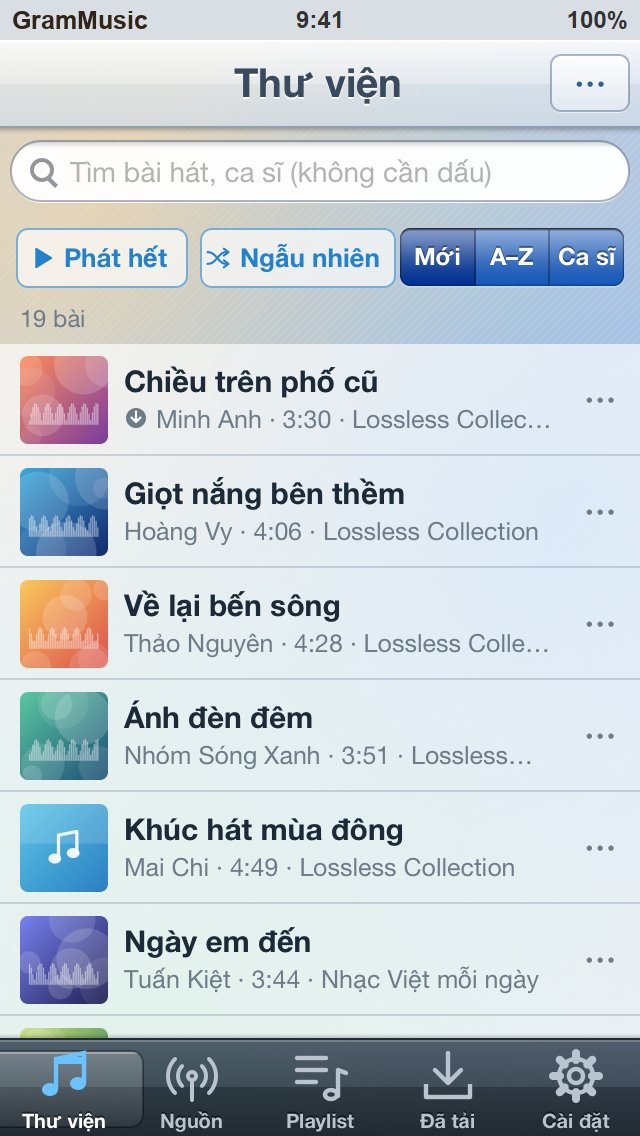 GramMusic 9:41 100%
Thư viện
Tìm bài hát, ca sĩ (không cần dấu)
Phát hết Ngẫu nhiên Mới A–Z Ca sĩ
19 bài
Chiều trên phố cũ
Minh Anh · 3:30 · Lossless Collec…
Giọt nắng bên thềm
Hoàng Vy · 4:06 · Lossless Collection
Về lại bến sông
Thảo Nguyên · 4:28 · Lossless Colle…
Ánh đèn đêm
Nhóm Sóng Xanh · 3:51 · Lossless…
Khúc hát mùa đông
Mai Chi · 4:49 · Lossless Collection
Ngày em đến
Tuấn Kiệt · 3:44 · Nhạc Việt mỗi ngày
Thư viện Nguồn Playlist Đã tải Cài đặt